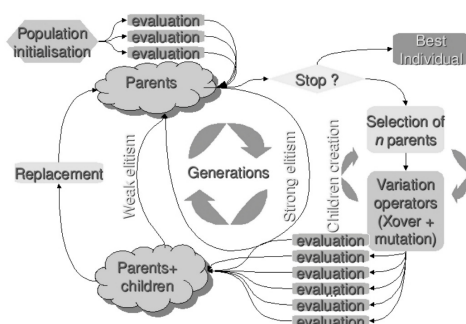 Population
initialisation
evaluation
evaluation
evaluation
Best
Individual
Parents
Stop ?
Selection of
n parents
Replacement
Weak elitism
Generations
Strong elitism
Children creation
Variation
operators
(Xover +
mutation)
Parents+
children
evaluation
evaluation
evaluation
evaluation
...
evaluation
evaluation